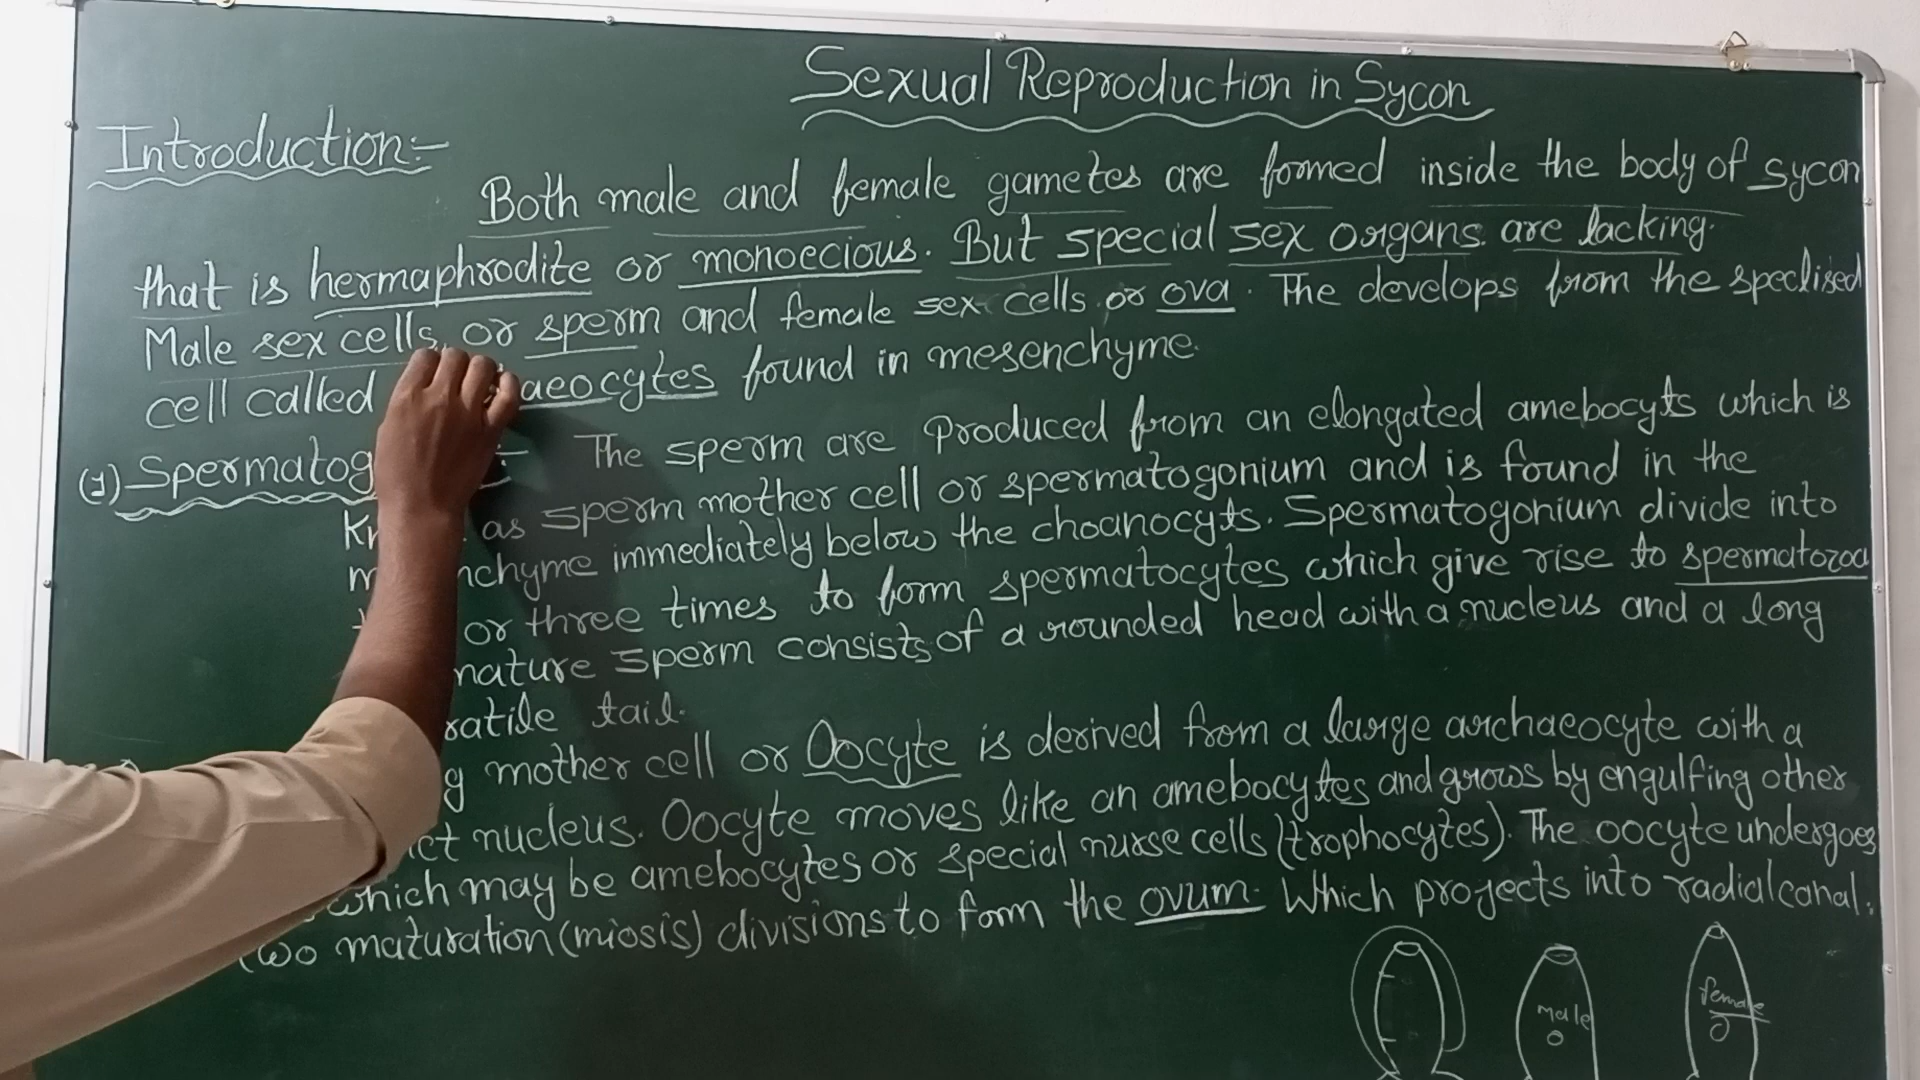 Sexual Reproduction in Sycon
Introduction:-
Both male and female gametes are formed inside the body of sycon
that is hermaphrodite or monoecious. But special sex organs are lacking.
Male sex cells, or sperm and female sex cells or ova. The develops from the speclised
cell called aeocytes found in mesenchyme.
(1) Spermatog :- The sperm are produced from an elongated amebocyts which is
as sperm mother cell or spermatogonium and is found in the
nchyme immediately below the choanocyts. Spermatogonium divide into
or three times to form spermatocytes which give rise to spermatozoa
mature sperm consists of a rounded head with a nucleus and a long
ratile tail.
g mother cell or Oocyte is derived from a large archaeocyte with a
nct nucleus. Oocyte moves like an amebocytes and grows by engulfing other
which may be amebocytes or special nurse cells (trophocytes). The oocyte undergoes
two maturation (miosis) divisions to form the ovum. Which projects into radial canal.
male
female